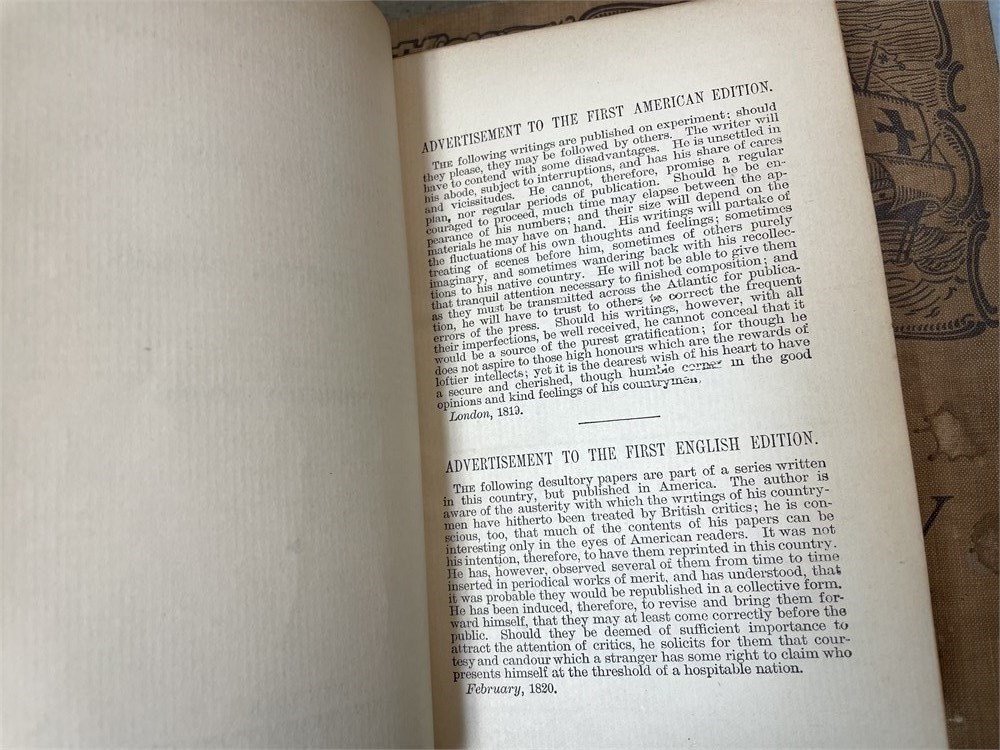 ADVERTISEMENT TO THE FIRST AMERICAN EDITION.
THE following writings are published on experiment; should
they please, they may be followed by others. The writer will
have to contend with some disadvantages. He is unsettled in
his abode, subject to interruptions, and has his share of cares
and vicissitudes. He cannot, therefore, promise a regular
plan, nor regular periods of publication. Should he be en-
couraged to proceed, much time may elapse between the ap-
pearance of his numbers; and their size will depend on the
materials he may have on hand. His writings will partake of
the fluctuations of his own thoughts and feelings; sometimes
treating of scenes before him, sometimes of others purely
imaginary, and sometimes wandering back with his recollec-
tions to his native country. He will not be able to give them
that tranquil attention necessary to finished composition; and
as they must be transmitted across the Atlantic for publica-
tion, he will have to trust to others to correct the frequent
errors of the press. Should his writings, however, with all
their imperfections, be well received, he cannot conceal that it
would be a source of the purest gratification; for though he
does not aspire to those high honours which are the rewards of
loftier intellects; yet it is the dearest wish of his heart to have
a secure and cherished, though humble corner in the good
opinions and kind feelings of his countrymen.
London, 1819.
ADVERTISEMENT TO THE FIRST ENGLISH EDITION.
THE following desultory papers are part of a series written
in this country, but published in America. The author is
aware of the austerity with which the writings of his country-
men have hitherto been treated by British critics; he is con-
scious, too, that much of the contents of his papers can be
interesting only in the eyes of American readers. It was not
his intention, therefore, to have them reprinted in this country.
He has, however, observed several of them from time to time
inserted in periodical works of merit, and has understood, that
it was probable they would be republished in a collective form.
He has been induced, therefore, to revise and bring them for-
ward himself, that they may at least come correctly before the
public. Should they be deemed of sufficient importance to
attract the attention of critics, he solicits for them that cour-
tesy and candour which a stranger has some right to claim who
presents himself at the threshold of a hospitable nation.
February, 1820.